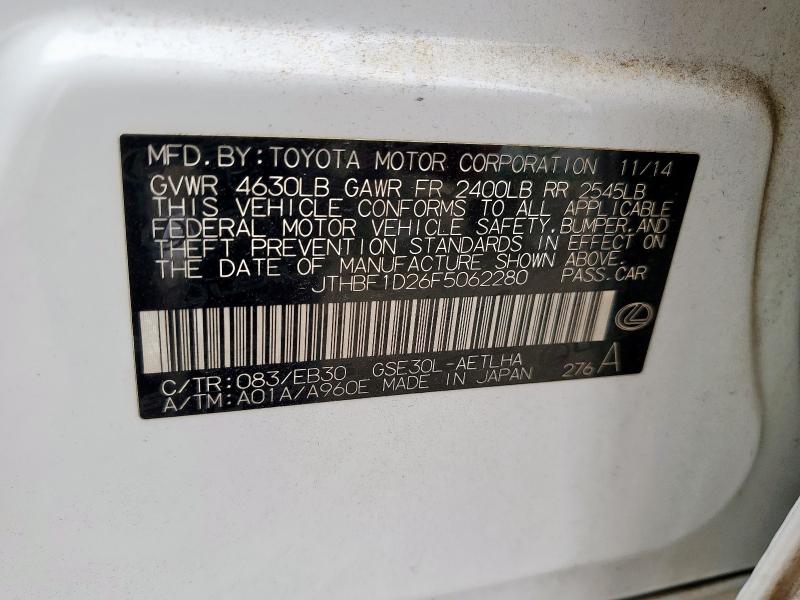 MFD. BY: TOYOTA MOTOR CORPORATION 11/14
GVWR 4630LB GAWR FR 2400LB RR 2545LB
THIS VEHICLE CONFORMS TO ALL APPLICABLE
FEDERAL MOTOR VEHICLE SAFETY, BUMPER, AND
THEFT PREVENTION STANDARDS IN EFFECT ON
THE DATE OF MANUFACTURE SHOWN ABOVE.
JTHBF1D26F5062280 PASS. CAR
C/TR: 083/EB30 GSE30L-AETLHA
A/TM: A01A/A960E MADE IN JAPAN 276 A